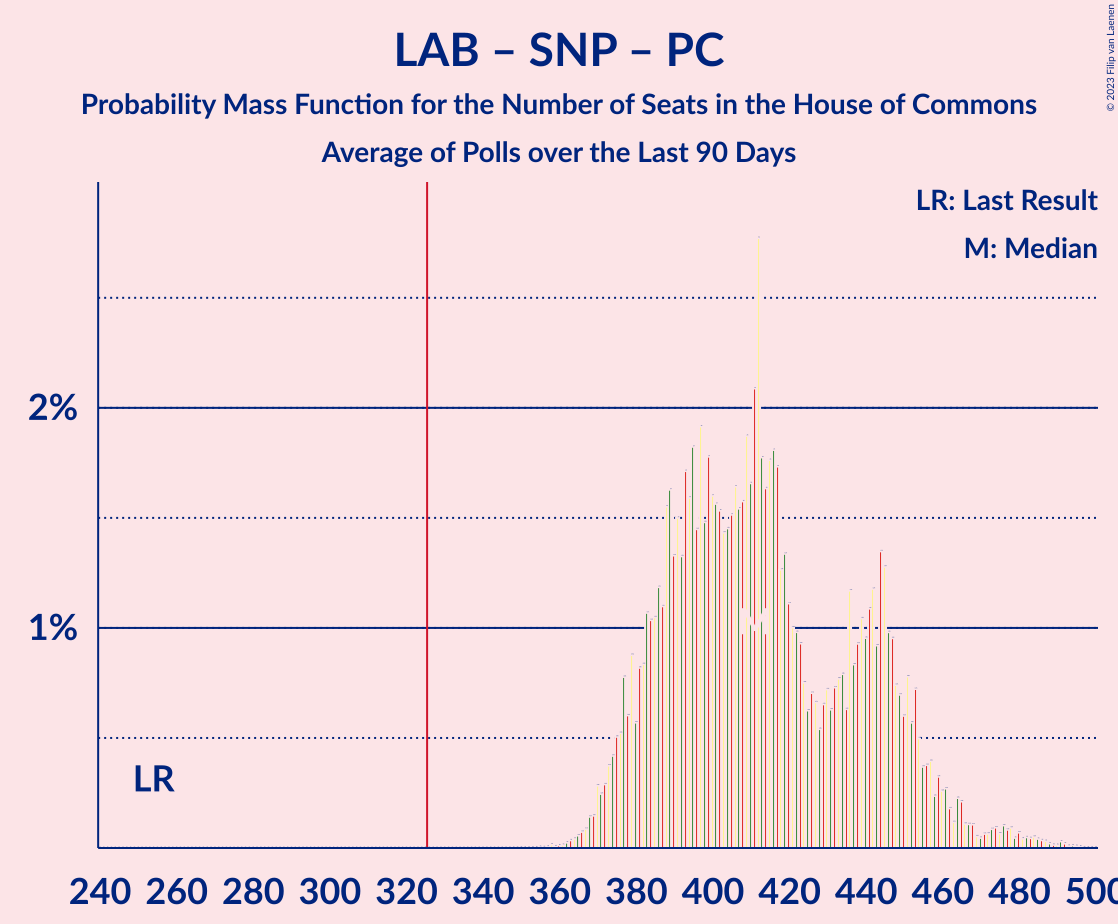 LAB – SNP – PC
Probability Mass Function for the Number of Seats in the House of Commons
Average of Polls over the Last 90 Days
© 2023 Filip van Laenen
LR: Last Result
M: Median
2%
1%
LR
M
240 260 280 300 320 340 360 380 400 420 440 460 480 500